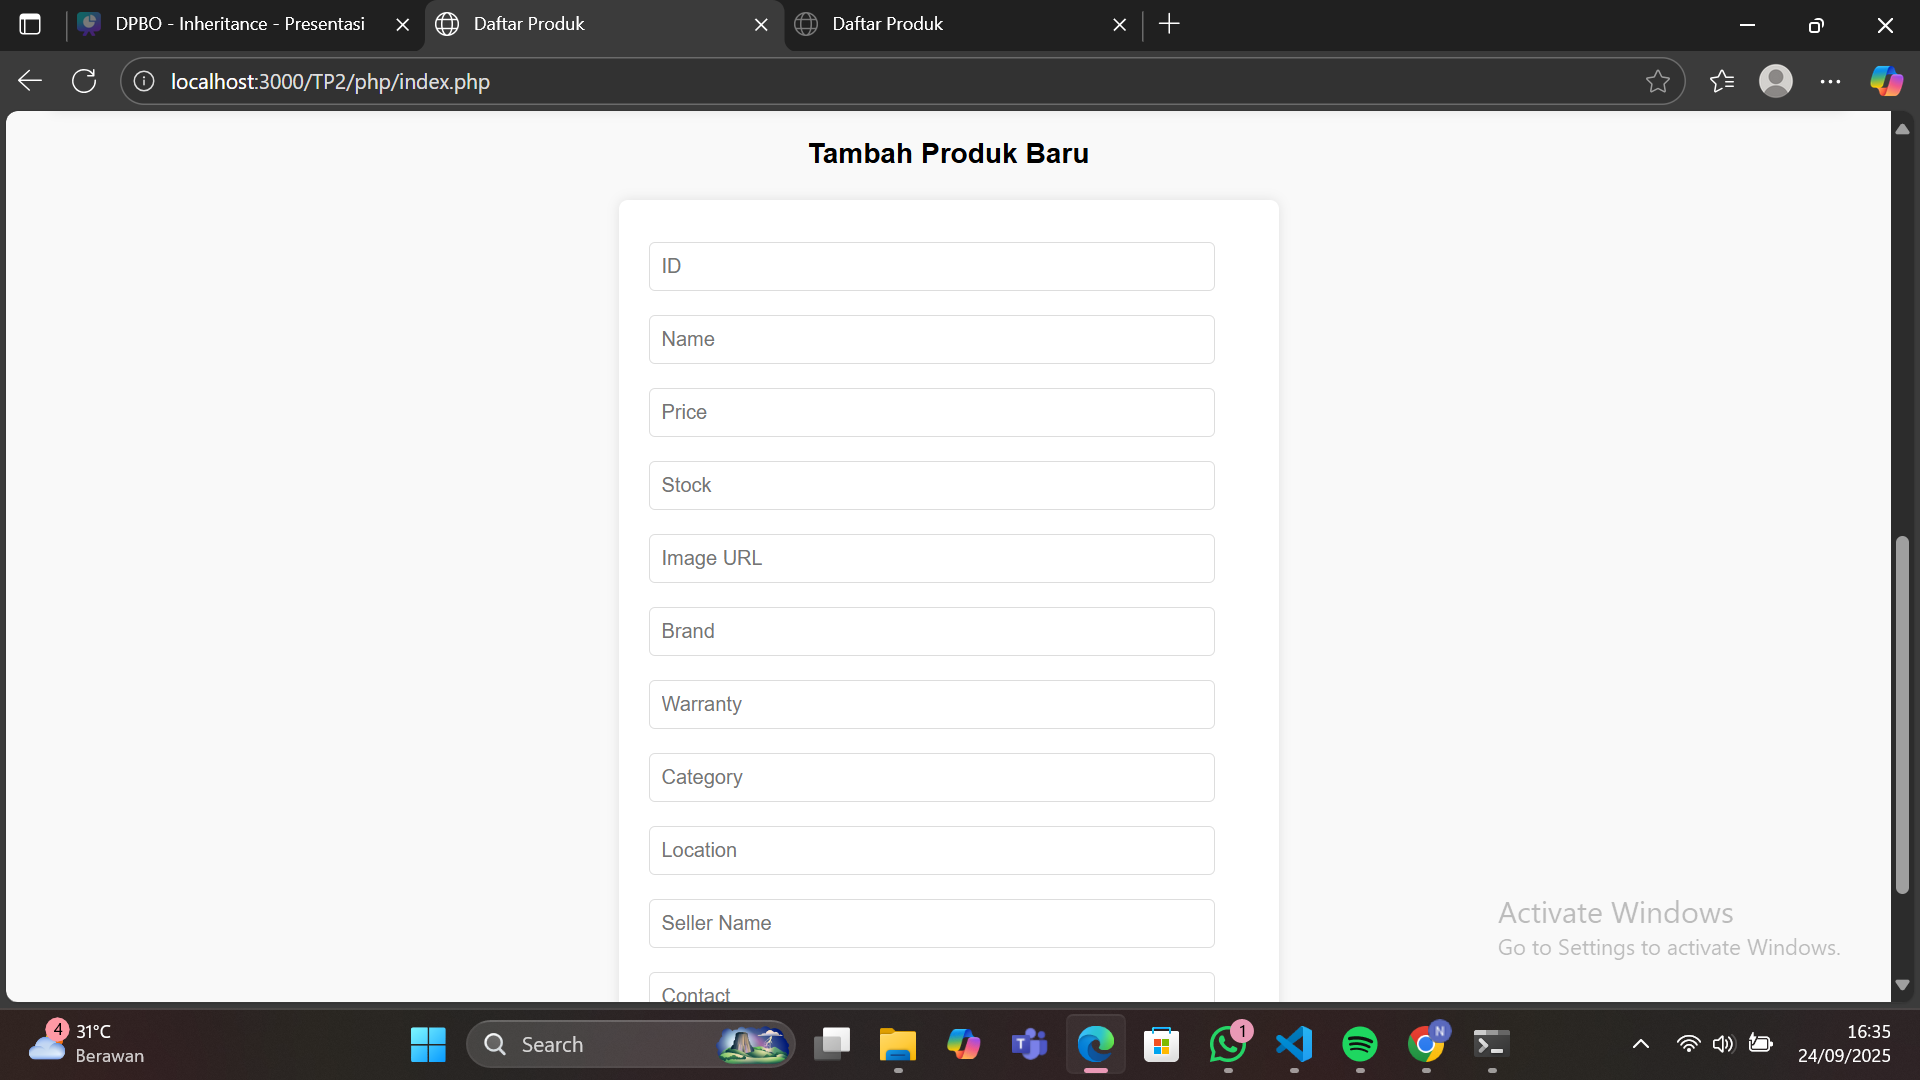 DPBO - Inheritance - Presentasi
Daftar Produk
Daftar Produk
localhost:3000/TP2/php/index.php
Tambah Produk Baru
ID
Name
Price
Stock
Image URL
Brand
Warranty
Category
Location
Seller Name
Contact
Activate Windows
Go to Settings to activate Windows.
4
31°C
Berawan
Search
T
1
N
16:35
24/09/2025